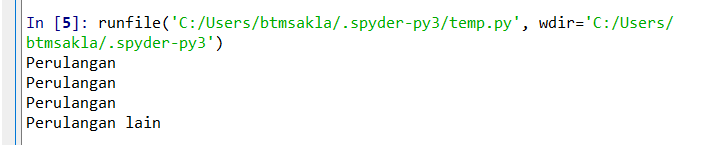 In [5]: runfile('C:/Users/btmsakla/.spyder-py3/temp.py', wdir='C:/Users/
btmsakla/.spyder-py3')
Perulangan
Perulangan
Perulangan
Perulangan lain